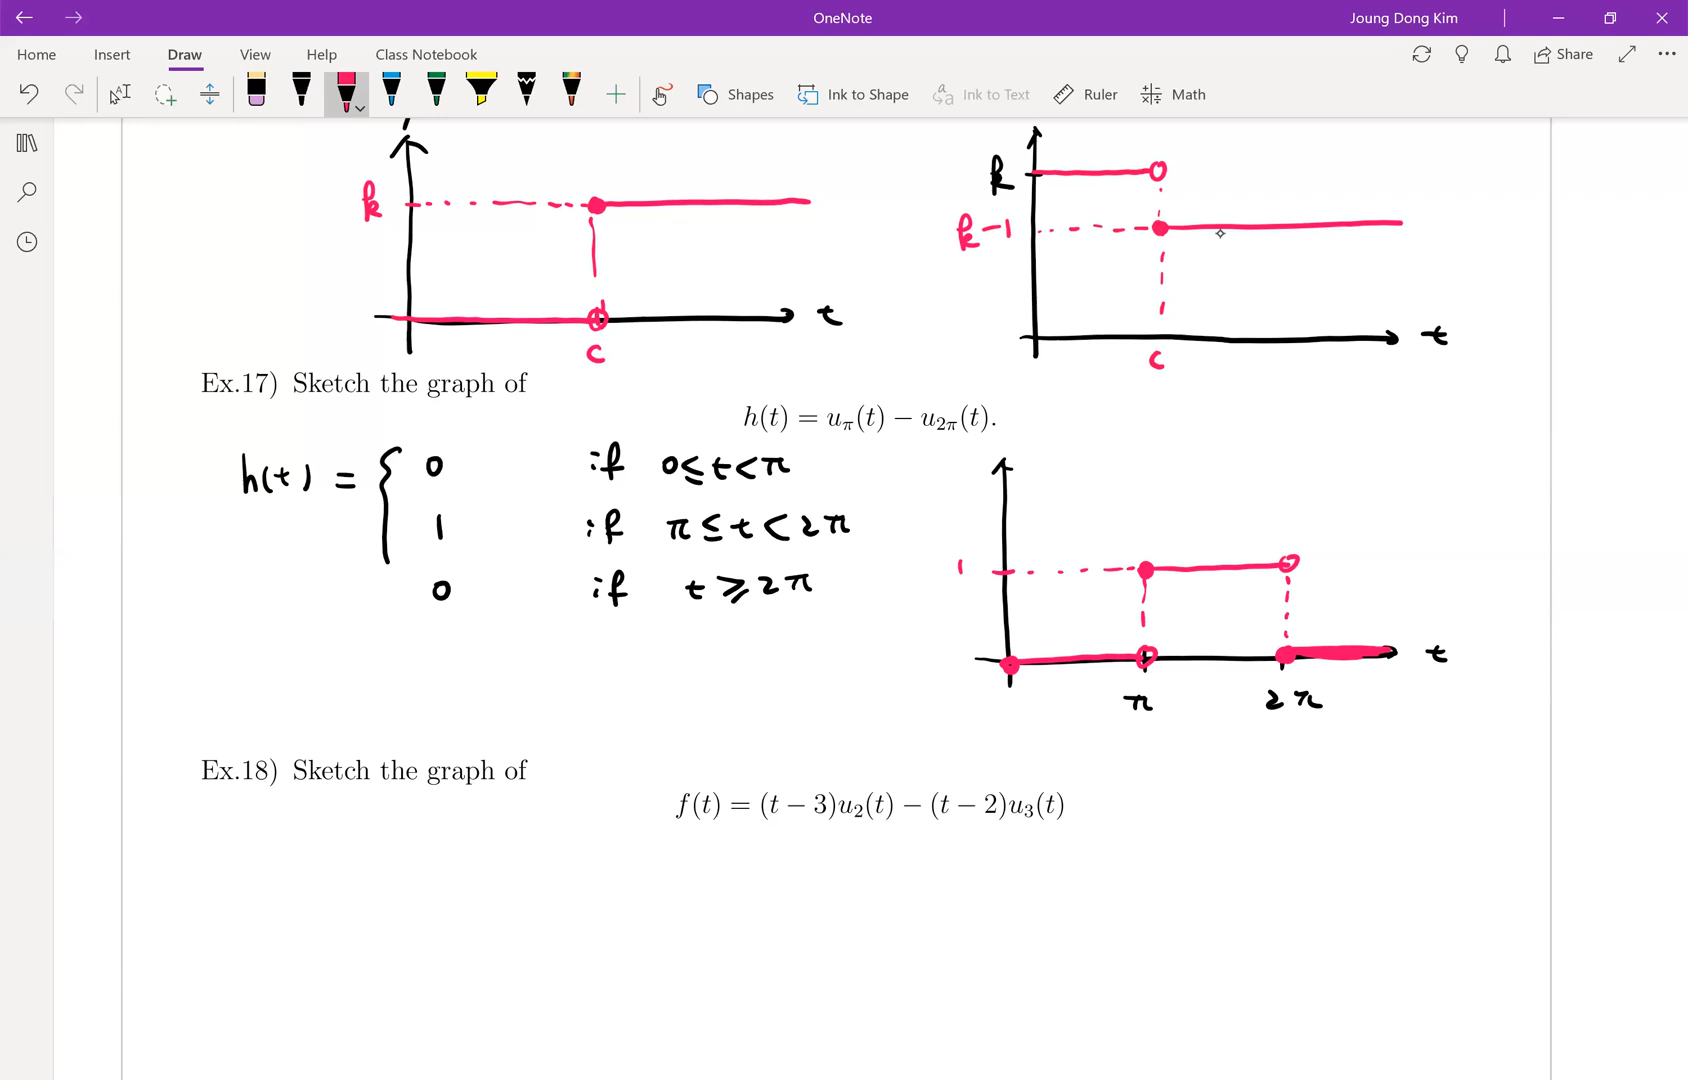 OneNote
Joung Dong Kim
Home Insert Draw View Help Class Notebook
Share
Shapes Ink to Shape Ink to Text Ruler Math
k
c
t
k
k-1
c
t
Ex.17) Sketch the graph of
h(t) = u_π(t) − u_{2π}(t).
h(t) = { 0 if 0≤t<π
1 if π≤t<2π
0 if t≥2π
1
π 2π
t
Ex.18) Sketch the graph of
f(t) = (t − 3)u₂(t) − (t − 2)u₃(t)